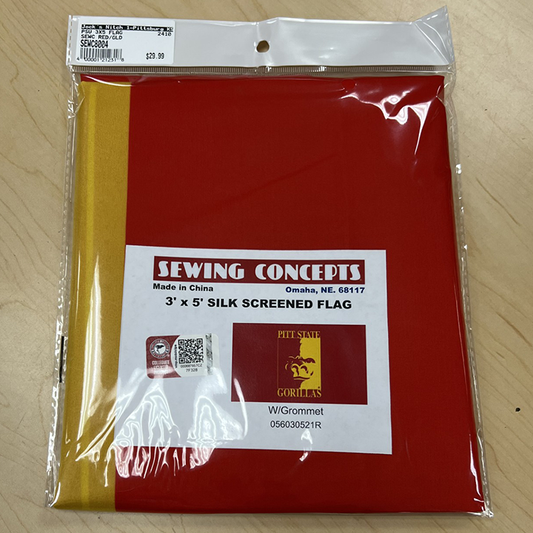 PSU 3X5 FLAG 2410
SEWC RED/GLD
SEWC8004
$29.99
SEWING CONCEPTS
Made in China Omaha, NE. 68117
3' x 5' SILK SCREENED FLAG
PITT STATE
GORILLAS
W/Grommet
056030521R